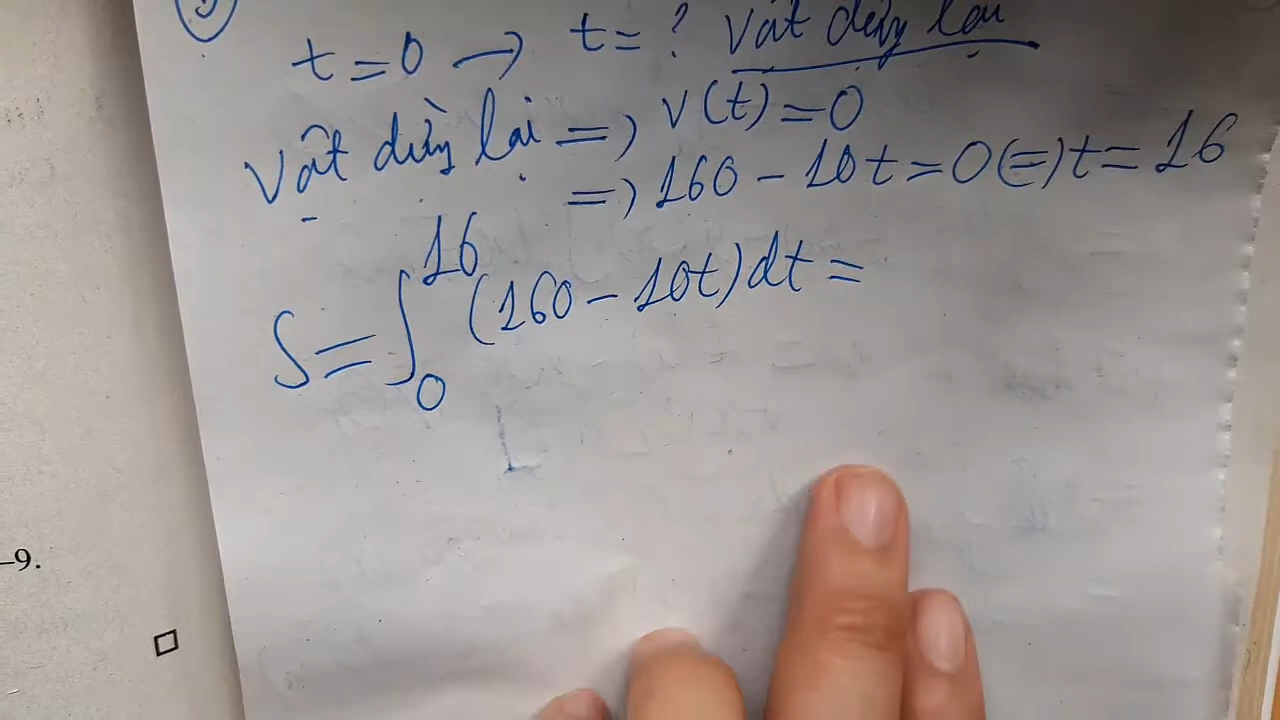 t=0 → t=? Vật dừng lại
Vật dừng lại => v(t)=0
=> 160-10t=0(=)t=16
S=∫₀¹⁶(160-10t)dt=
-9.